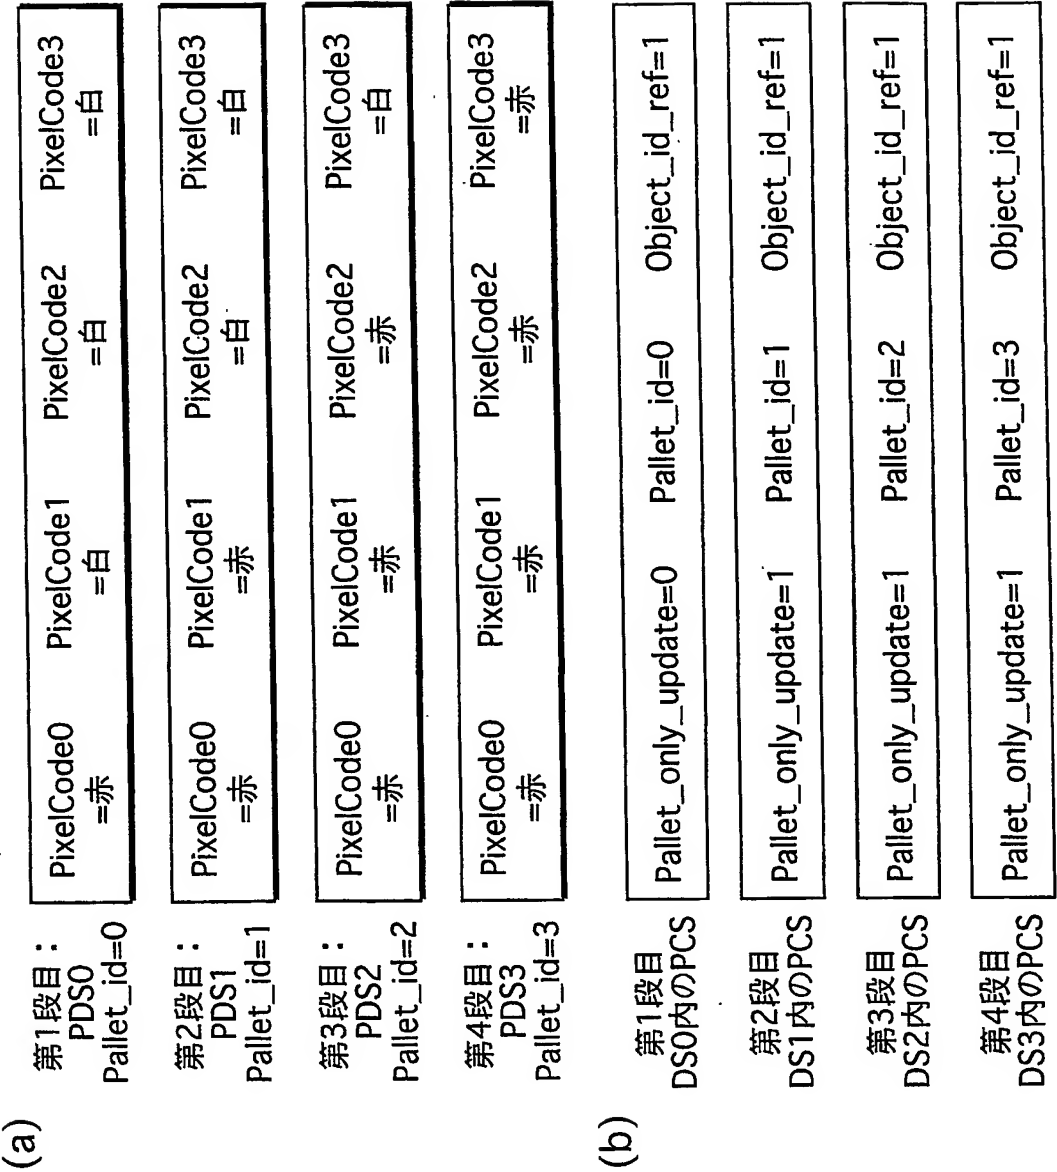 (a)
第1段目：
PDS0
Pallet_id=0
PixelCode0
=赤
PixelCode1
=白
PixelCode2
=白
PixelCode3
=白
第2段目：
PDS1
Pallet_id=1
PixelCode0
=赤
PixelCode1
=赤
PixelCode2
=白
PixelCode3
=白
第3段目：
PDS2
Pallet_id=2
PixelCode0
=赤
PixelCode1
=赤
PixelCode2
=赤
PixelCode3
=白
第4段目：
PDS3
Pallet_id=3
PixelCode0
=赤
PixelCode1
=赤
PixelCode2
=赤
PixelCode3
=赤
(b)
第1段目
DS0内のPCS
Pallet_only_update=0 Pallet_id=0 Object_id_ref=1
第2段目
DS1内のPCS
Pallet_only_update=1 Pallet_id=1 Object_id_ref=1
第3段目
DS2内のPCS
Pallet_only_update=1 Pallet_id=2 Object_id_ref=1
第4段目
DS3内のPCS
Pallet_only_update=1 Pallet_id=3 Object_id_ref=1